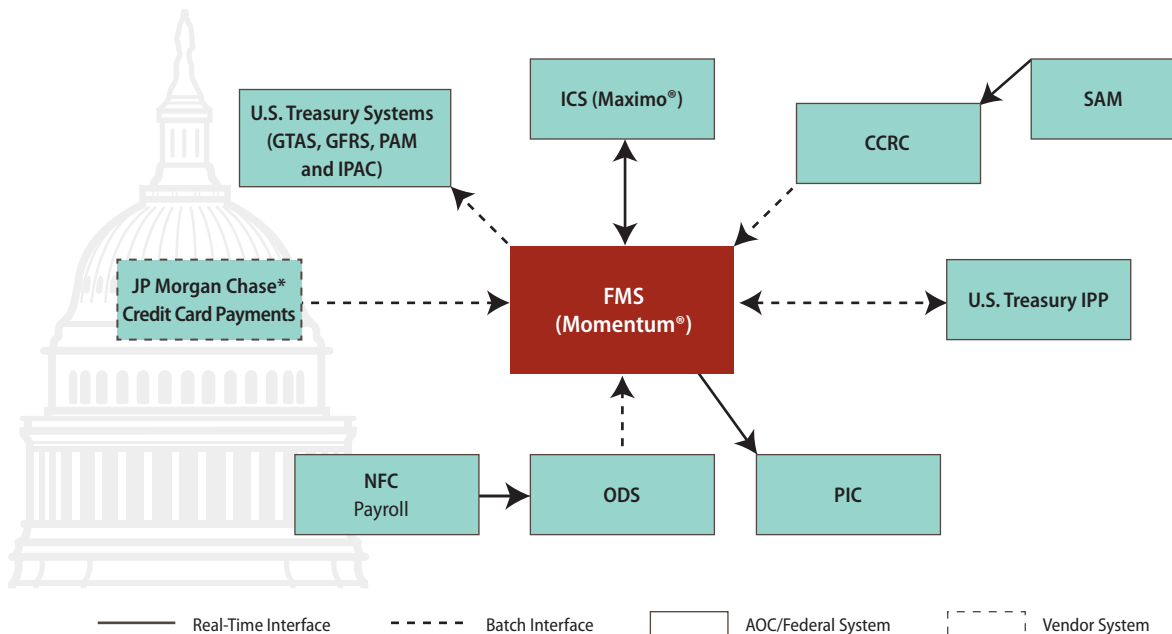 U.S. Treasury Systems
(GTAS, GFRS, PAM
and IPAC)
ICS (Maximo®)
CCRC
SAM
JP Morgan Chase*
Credit Card Payments
FMS
(Momentum®)
U.S. Treasury IPP
NFC
Payroll
ODS
PIC
Real-Time Interface
Batch Interface
AOC/Federal System
Vendor System